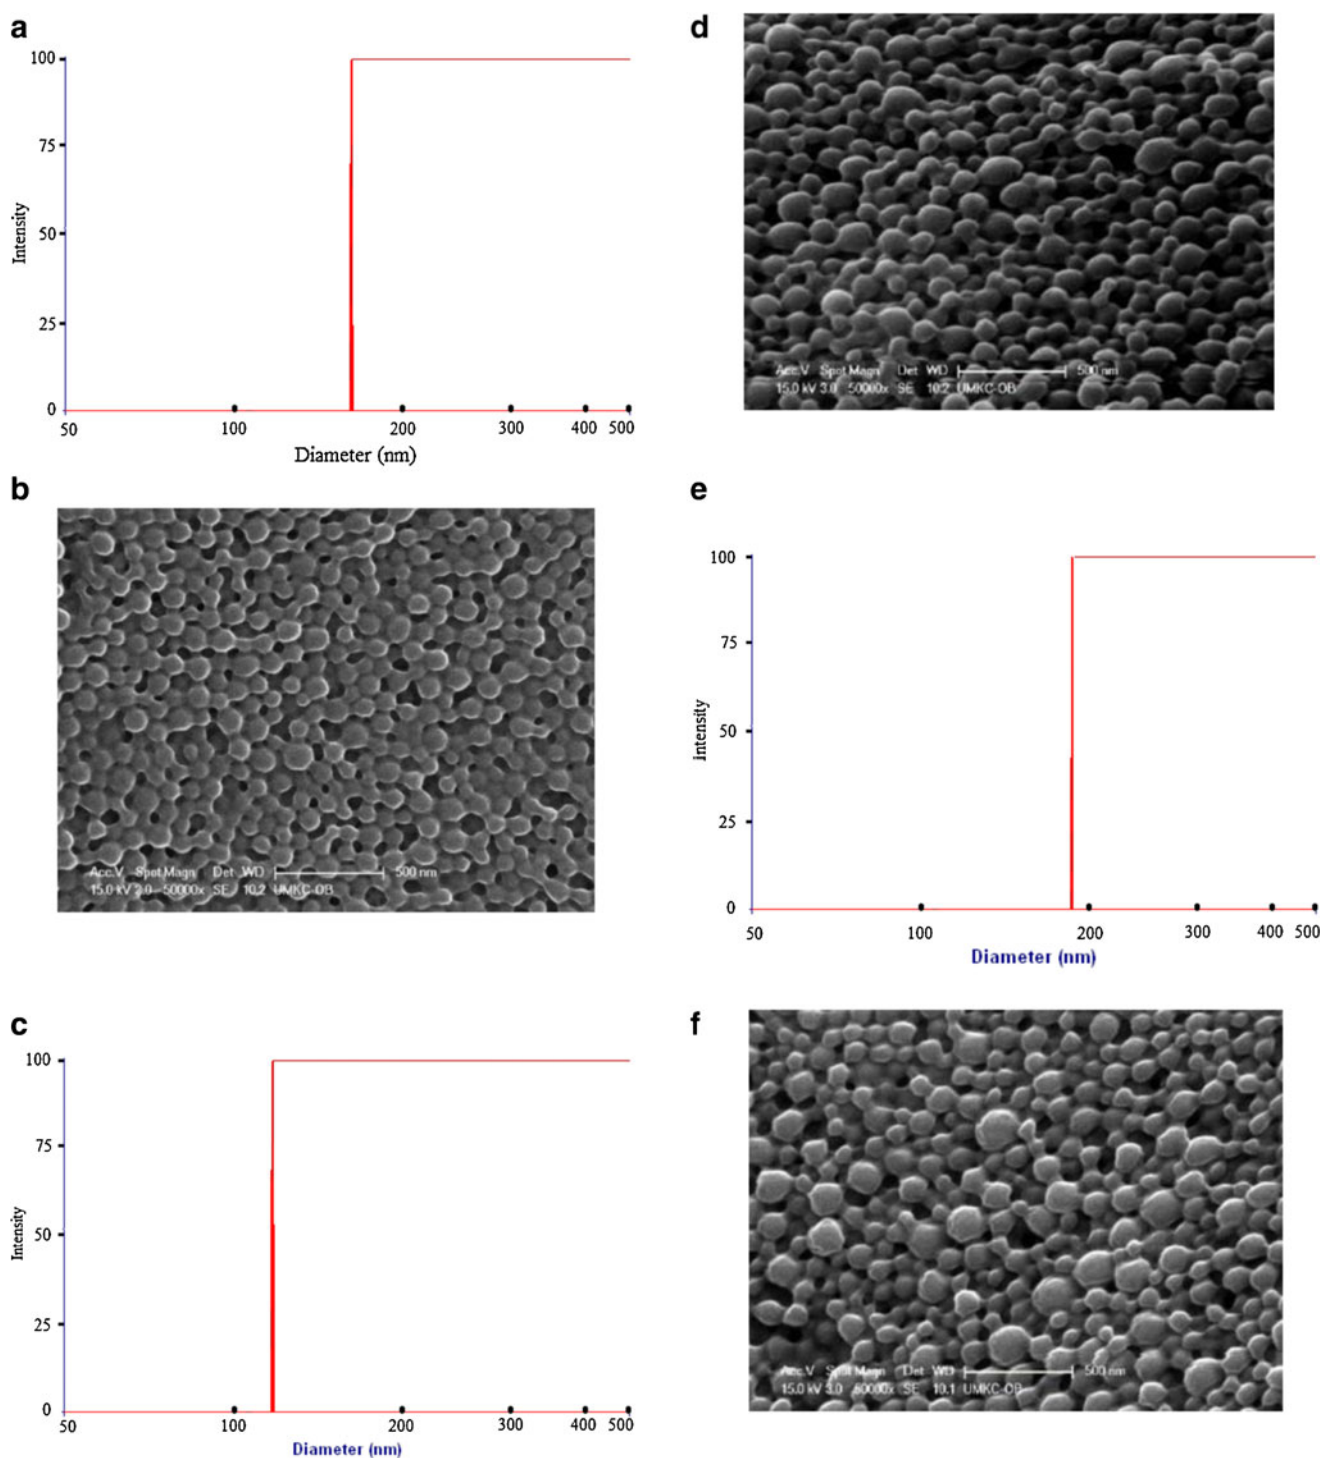 a
100
75
50
25
0
Intensity
50 100 200 300 400 500
Diameter (nm)
b
Acc.V Spot Magn Det WD 500 nm
15.0 kV 3.0 50000x SE 10.2 UMKC-OB
c
100
75
50
25
0
Intensity
50 100 200 300 400 500
Diameter (nm)
d
Acc.V Spot Magn Det WD 500 nm
15.0 kV 3.0 50000x SE 10.2 UMKC-OB
e
100
75
50
25
0
Intensity
50 100 200 300 400 500
Diameter (nm)
f
Acc.V Spot Magn Det WD 500 nm
15.0 kV 3.0 50000x SE 10.1 UMKC-OB